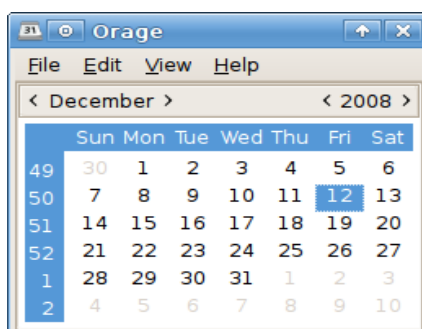 31 Orage
File Edit View Help
< December > < 2008 >
Sun Mon Tue Wed Thu Fri Sat
49 30 1 2 3 4 5 6
50 7 8 9 10 11 12 13
51 14 15 16 17 18 19 20
52 21 22 23 24 25 26 27
1 28 29 30 31 1 2 3
2 4 5 6 7 8 9 10